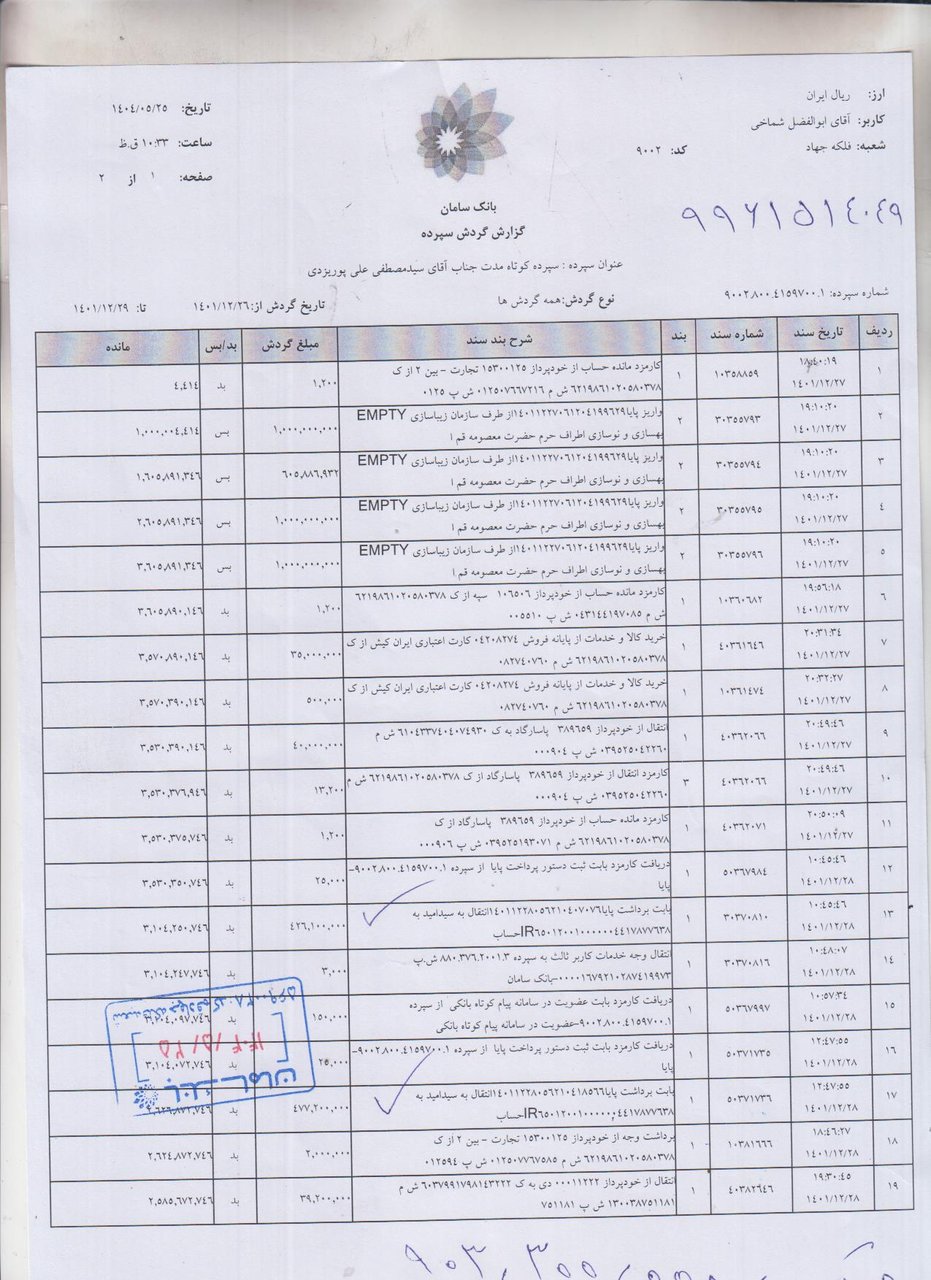 ارز: ریال ایران
کاربر: آقای ابوالفضل شماخی
شعبه: فلکه جهاد کد: ۹۰۰۲
تاریخ: ۱۴۰۴/۰۵/۲۵
ساعت: ۱۰:۳۳ ق.ظ
صفحه: ۱ از ۲
بانک سامان
گزارش گردش سپرده
۹۹۶۱۵۱۴۰۴۹
عنوان سپرده : سپرده کوتاه مدت جناب آقای سیدمصطفی علی پوریزدی
شماره سپرده: ۹۰۰۲.۸۰۰.۴۱۵۹۷۰۰.۱ نوع گردش:همه گردش ها تاریخ گردش از:۱۴۰۱/۱۲/۲۶ تا: ۱۴۰۱/۱۲/۲۹
ردیف تاریخ سند شماره سند بند شرح بند سند مبلغ گردش بد/بس مانده
۱ ۱۸:۴۰:۱۹ ۱۴۰۱/۱۲/۲۷ ۱۰۳۵۸۸۵۹ ۱ کارمزد مانده حساب از خودپرداز ۱۵۳۰۰۱۲۵ تجارت - بین ۲ از ک ۱,۲۰۰ بد ۴,۴۱۴
۶۲۱۹۸۶۱۰۲۰۵۸۰۳۷۸ ش م ۰۱۲۵۰۷۶۶۷۲۱۶ ش پ ۰۱۲۵
۲ ۱۹:۱۰:۲۰ ۱۴۰۱/۱۲/۲۷ ۳۰۳۵۵۷۹۳ ۲ واریز پایا۱۴۰۱۱۲۲۷۰۶۱۲۰۴۱۹۹۶۲۹از طرف سازمان زیباسازی EMPTY ۱,۰۰۰,۰۰۰,۰۰۰ بس ۱,۰۰۰,۰۰۴,۴۱۴
بهسازی و نوسازی اطراف حرم حضرت معصومه قم ا
۳ ۱۹:۱۰:۲۰ ۱۴۰۱/۱۲/۲۷ ۳۰۳۵۵۷۹۴ ۲ واریز پایا۱۴۰۱۱۲۲۷۰۶۱۲۰۴۱۹۹۶۲۹از طرف سازمان زیباسازی EMPTY ۶۰۵,۸۸۶,۹۳۲ بس ۱,۶۰۵,۸۹۱,۳۴۶
بهسازی و نوسازی اطراف حرم حضرت معصومه قم ا
۴ ۱۹:۱۰:۲۰ ۱۴۰۱/۱۲/۲۷ ۳۰۳۵۵۷۹۵ ۲ واریز پایا۱۴۰۱۱۲۲۷۰۶۱۲۰۴۱۹۹۶۲۹از طرف سازمان زیباسازی EMPTY ۱,۰۰۰,۰۰۰,۰۰۰ بس ۲,۶۰۵,۸۹۱,۳۴۶
بهسازی و نوسازی اطراف حرم حضرت معصومه قم ا
۵ ۱۹:۱۰:۲۰ ۱۴۰۱/۱۲/۲۷ ۳۰۳۵۵۷۹۶ ۲ واریز پایا۱۴۰۱۱۲۲۷۰۶۱۲۰۴۱۹۹۶۲۹از طرف سازمان زیباسازی EMPTY ۱,۰۰۰,۰۰۰,۰۰۰ بس ۳,۶۰۵,۸۹۱,۳۴۶
بهسازی و نوسازی اطراف حرم حضرت معصومه قم ا
۶ ۱۹:۵۶:۱۸ ۱۴۰۱/۱۲/۲۷ ۱۰۳۶۰۶۸۲ ۱ کارمزد مانده حساب از خودپرداز ۱۰۶۵۰۶ سپه از ک ۶۲۱۹۸۶۱۰۲۰۵۸۰۳۷۸ ۱,۲۰۰ بد ۳,۶۰۵,۸۹۰,۱۴۶
ش م ۰۴۳۱۴۴۱۹۷۰۸۵ ش پ ۰۰۵۵۱۰
۷ ۲۰:۳۱:۳۴ ۱۴۰۱/۱۲/۲۷ ۴۰۳۶۱۶۴۶ ۱ خرید کالا و خدمات از پایانه فروش ۰۴۲۰۸۲۷۴ کارت اعتباری ایران کیش از ک ۳۵,۰۰۰,۰۰۰ بد ۳,۵۷۰,۸۹۰,۱۴۶
۶۲۱۹۸۶۱۰۲۰۵۸۰۳۷۸ ش م ۰۸۲۷۴۰۷۶۰
۸ ۲۰:۳۲:۲۷ ۱۴۰۱/۱۲/۲۷ ۱۰۳۶۱۴۷۴ ۱ خرید کالا و خدمات از پایانه فروش ۰۴۲۰۸۲۷۴ کارت اعتباری ایران کیش از ک ۵۰۰,۰۰۰ بد ۳,۵۷۰,۳۹۰,۱۴۶
۶۲۱۹۸۶۱۰۲۰۵۸۰۳۷۸ ش م ۰۸۲۷۴۰۷۶۰
۹ ۲۰:۴۹:۴۶ ۱۴۰۱/۱۲/۲۷ ۴۰۳۶۲۰۶۶ ۱ انتقال از خودپرداز ۳۸۹۶۵۹ پاسارگاد به ک ۶۱۰۴۳۳۷۴۰۴۰۷۴۹۳۰ ش م ۴۰,۰۰۰,۰۰۰ بد ۳,۵۳۰,۳۹۰,۱۴۶
۰۳۹۵۲۵۰۴۲۲۶۰ ش پ ۰۰۰۹۰۴
۱۰ ۲۰:۴۹:۴۶ ۱۴۰۱/۱۲/۲۷ ۴۰۳۶۲۰۶۶ ۳ کارمزد انتقال از خودپرداز ۳۸۹۶۵۹ پاسارگاد از ک ۶۲۱۹۸۶۱۰۲۰۵۸۰۳۷۸ ش م ۱۳,۲۰۰ بد ۳,۵۳۰,۳۷۶,۹۴۶
۰۳۹۵۲۵۰۴۲۲۶۰ ش پ ۰۰۰۹۰۴
۱۱ ۲۰:۵۰:۰۹ ۱۴۰۱/۱۲/۲۷ ۴۰۳۶۲۰۷۱ ۱ کارمزد مانده حساب از خودپرداز ۳۸۹۶۵۹ پاسارگاد از ک ۱,۲۰۰ بد ۳,۵۳۰,۳۷۵,۷۴۶
۶۲۱۹۸۶۱۰۲۰۵۸۰۳۷۸ ش م ۰۳۹۵۲۵۱۹۳۰۷۱ ش پ ۰۰۰۹۰۶
۱۲ ۱۰:۴۵:۴۶ ۱۴۰۱/۱۲/۲۸ ۵۰۳۶۷۹۸۴ ۱ دریافت کارمزد بابت ثبت دستور پرداخت پایا از سپرده ۹۰۰۲.۸۰۰.۴۱۵۹۷۰۰.۱- ۲۵,۰۰۰ بد ۳,۵۳۰,۳۵۰,۷۴۶
پایا
۱۳ ۱۰:۴۵:۴۶ ۱۴۰۱/۱۲/۲۸ ۳۰۳۷۰۸۱۰ ۱ بابت برداشت پایا۱۴۰۱۱۲۲۸۰۵۶۲۱۰۴۰۷۰۷۶انتقال به سیدامید به ۴۲۶,۱۰۰,۰۰۰ بد ۳,۱۰۴,۲۵۰,۷۴۶
IR۶۵۰۱۲۰۰۱۰۰۰۰۰۰۴۴۱۷۸۷۷۶۳۸حساب
۱۴ ۱۰:۴۸:۰۷ ۱۴۰۱/۱۲/۲۸ ۳۰۳۷۰۸۱۶ ۱ انتقال وجه خدمات کاربر ثالث به سپرده ۸۸۰.۳۷۶.۲۰۰۱.۳ ش.پ ۳,۰۰۰ بد ۳,۱۰۴,۲۴۷,۷۴۶
۰۰۰۰۱۶۷۹۲۱۰۲۸۷۴۱۹۹۷۳-بانک سامان
۱۵ ۱۰:۵۷:۳۴ ۱۴۰۱/۱۲/۲۸ ۵۰۳۶۷۹۹۷ ۱ دریافت کارمزد بابت عضویت در سامانه پیام کوتاه بانکی از سپرده ۱۵۰,۰۰۰ بد ۳,۱۰۴,۰۹۷,۷۴۶
۹۰۰۲.۸۰۰.۴۱۵۹۷۰۰.۱-عضویت در سامانه پیام کوتاه بانکی
۱۶ ۱۲:۴۷:۵۵ ۱۴۰۱/۱۲/۲۸ ۵۰۳۷۱۷۳۵ ۱ دریافت کارمزد بابت ثبت دستور پرداخت پایا از سپرده ۹۰۰۲.۸۰۰.۴۱۵۹۷۰۰.۱- ۲۵,۰۰۰ بد ۳,۱۰۴,۰۷۲,۷۴۶
پایا
۱۷ ۱۲:۴۷:۵۵ ۱۴۰۱/۱۲/۲۸ ۵۰۳۷۱۷۳۶ ۱ بابت برداشت پایا۱۴۰۱۱۲۲۸۰۵۶۲۱۰۴۱۸۵۶۶انتقال به سیدامید به ۴۷۷,۲۰۰,۰۰۰ بد ۲,۶۲۶,۸۷۲,۷۴۶
IR۶۵۰۱۲۰۰۱۰۰۰۰۰۰۴۴۱۷۸۷۷۶۳۸حساب
۱۸ ۱۸:۴۶:۲۷ ۱۴۰۱/۱۲/۲۸ ۱۰۳۸۱۶۶۶ ۱ برداشت وجه از خودپرداز ۱۵۳۰۰۱۲۵ تجارت - بین ۲ از ک ۲,۰۰۰,۰۰۰ بد ۲,۶۲۴,۸۷۲,۷۴۶
۶۲۱۹۸۶۱۰۲۰۵۸۰۳۷۸ ش م ۰۱۲۵۰۷۷۶۷۵۸۵ ش پ ۰۱۲۵۹۴
۱۹ ۱۹:۳۰:۴۵ ۱۴۰۱/۱۲/۲۸ ۴۰۳۸۲۶۴۶ ۱ انتقال از خودپرداز ۰۰۰۱۱۲۲۲ دی به ک ۶۰۳۷۹۹۱۷۹۸۱۴۳۲۲۲ ش م ۳۹,۲۰۰,۰۰۰ بد ۲,۵۸۵,۶۷۲,۷۴۶
۱۳۰۰۳۸۷۵۱۱۸۱ ش پ ۷۵۱۱۸۱
بانک سامان
۱۴۰۴/۵/۲۵
۹۰۳,۳۰۰